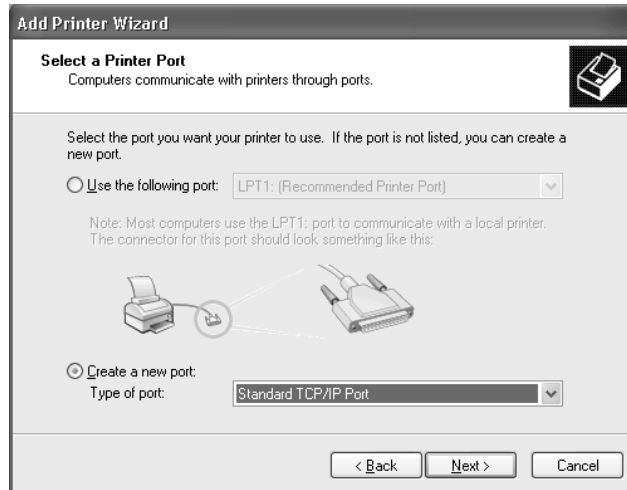 Add Printer Wizard
Select a Printer Port
Computers communicate with printers through ports.
Select the port you want your printer to use. If the port is not listed, you can create a
new port.
Use the following port: LPT1: (Recommended Printer Port)
Note: Most computers use the LPT1: port to communicate with a local printer.
The connector for this port should look something like this:
Create a new port:
Type of port: Standard TCP/IP Port
< Back Next > Cancel